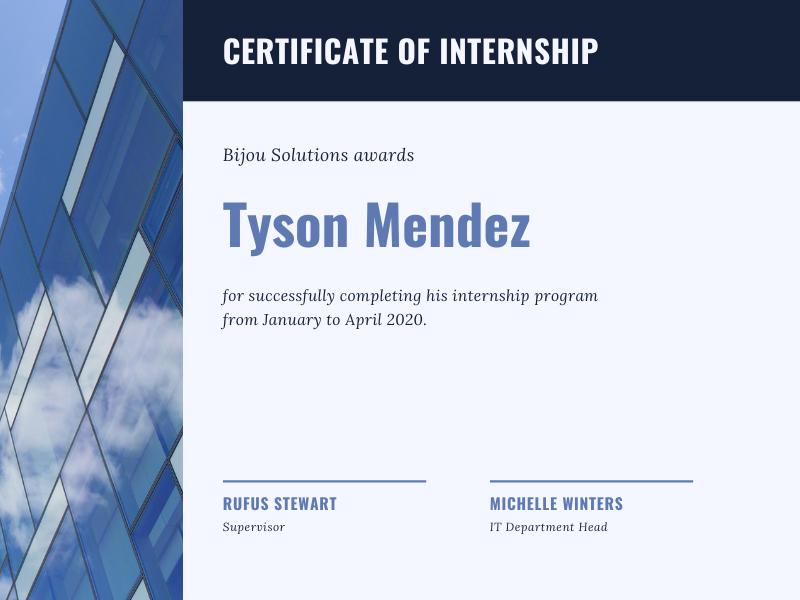 CERTIFICATE OF INTERNSHIP
Bijou Solutions awards
Tyson Mendez
for successfully completing his internship program
from January to April 2020.
RUFUS STEWART
Supervisor
MICHELLE WINTERS
IT Department Head